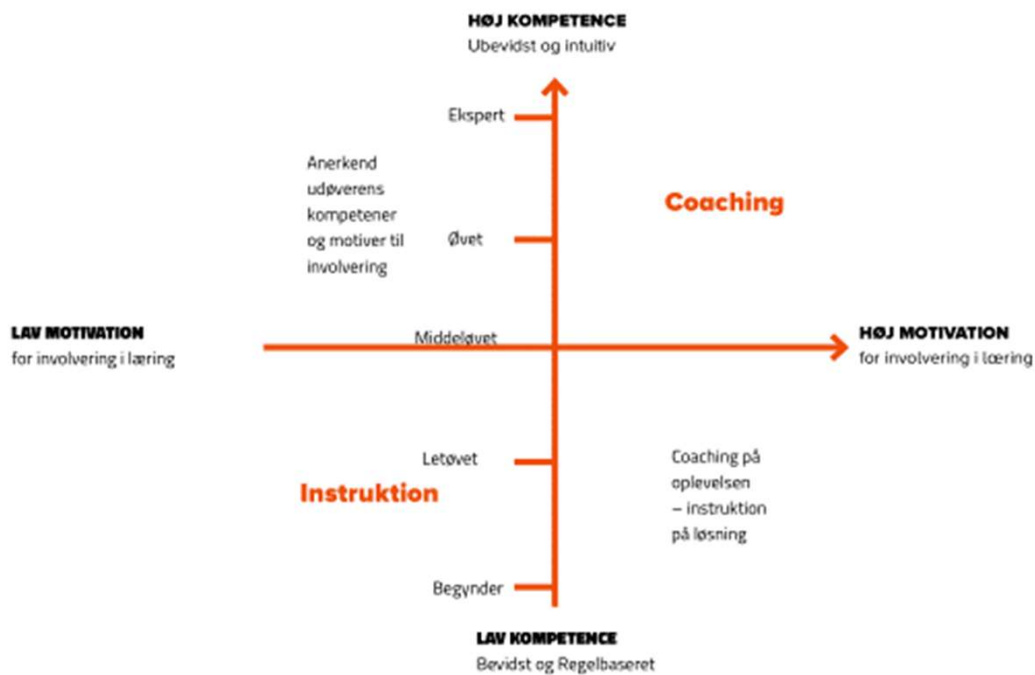 HØJ KOMPETENCE
Ubevidst og intuitiv
Ekspert
Anerkend
udøverens
kompetener
og motiver til
involvering
Coaching
Øvet
LAV MOTIVATION
for involvering i læring
Middeløvet
HØJ MOTIVATION
for involvering i læring
Letøvet
Instruktion
Coaching på
oplevelsen
– instruktion
på løsning
Begynder
LAV KOMPETENCE
Bevidst og Regelbaseret